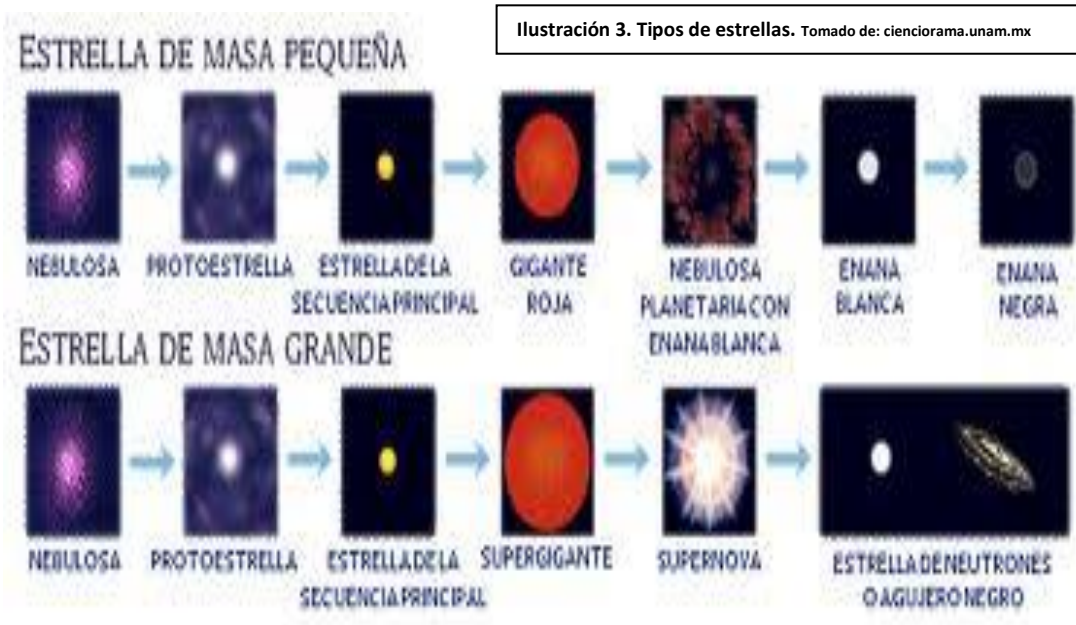 Ilustración 3. Tipos de estrellas. Tomado de: cienciorama.unam.mx
ESTRELLA DE MASA PEQUEÑA
NEBULOSA
PROTOESTRELLA
ESTRELLA DE LA
SECUENCIA PRINCIPAL
GIGANTE
ROJA
NEBULOSA
PLANETARIA CON
ENANA BLANCA
ENANA
BLANCA
ENANA
NEGRA
ESTRELLA DE MASA GRANDE
NEBULOSA
PROTOESTRELLA
ESTRELLA DE LA
SECUENCIA PRINCIPAL
SUPERGIGANTE
SUPERNOVA
ESTRELLA DE NEUTRONES
O AGUJERO NEGRO